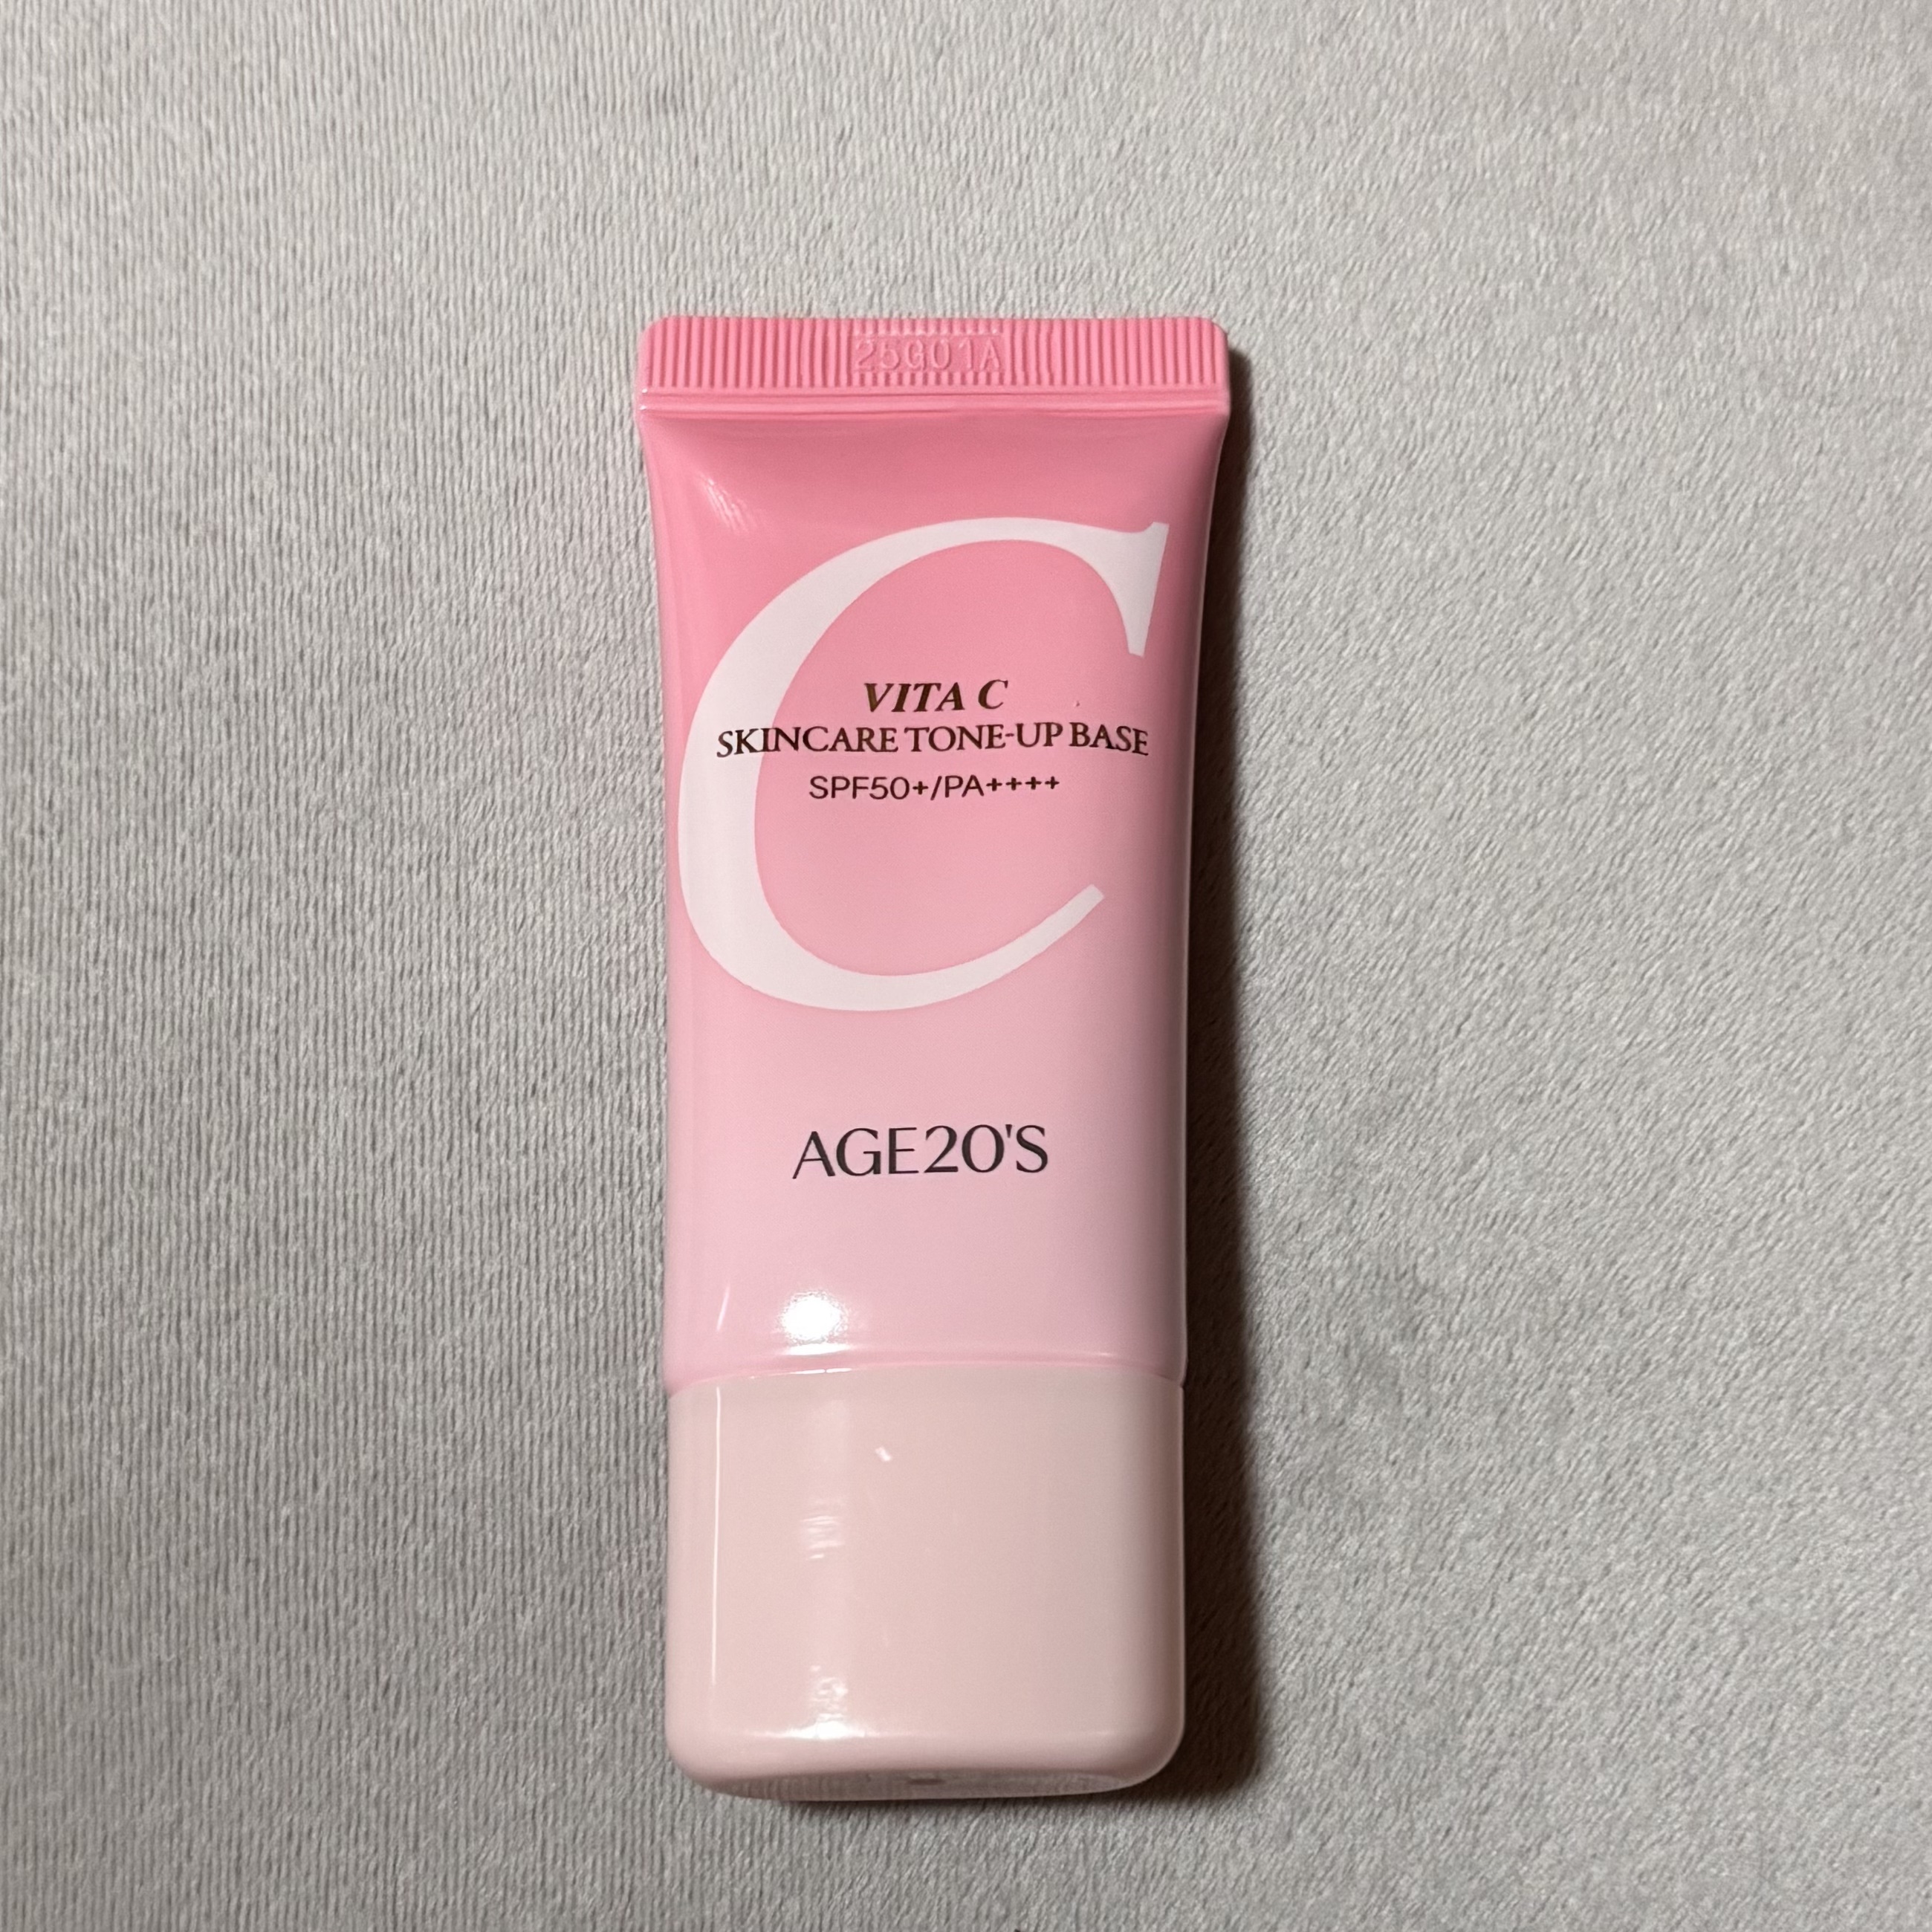 25G01A
C
VITA C
SKINCARE TONE-UP BASE
SPF50+/PA++++
AGE20'S